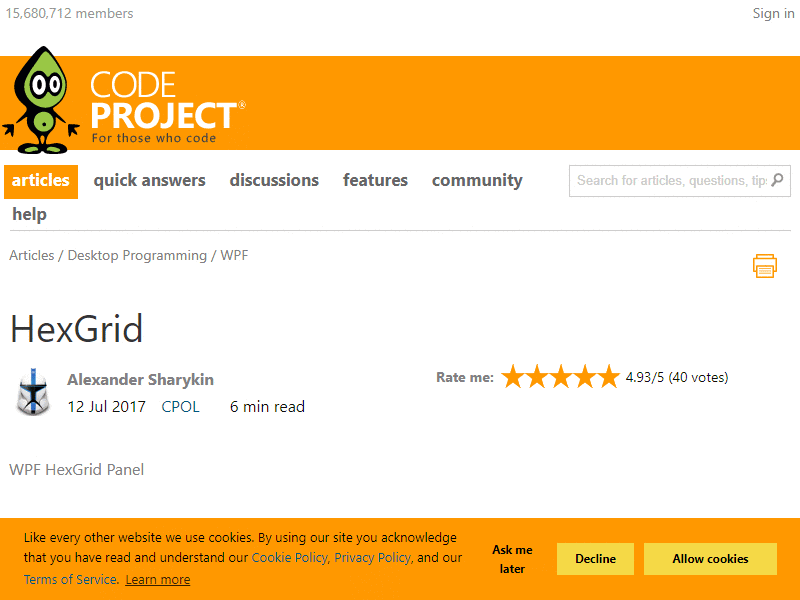 15,680,712 members
Sign in
CODE
PROJECT®
For those who code
articles quick answers discussions features community
Search for articles, questions, tips
help
Articles / Desktop Programming / WPF
HexGrid
Alexander Sharykin
Rate me: 4.93/5 (40 votes)
12 Jul 2017 CPOL 6 min read
WPF HexGrid Panel
Like every other website we use cookies. By using our site you acknowledge
that you have read and understand our Cookie Policy, Privacy Policy, and our
Terms of Service. Learn more
Ask me
later
Decline
Allow cookies